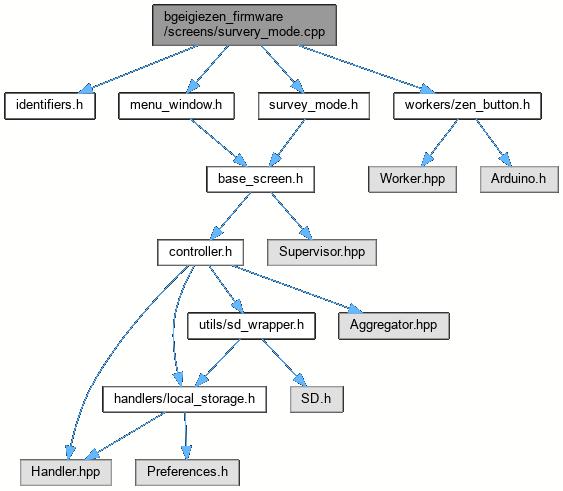 bgeigiezen_firmware
/screens/survery_mode.cpp
identifiers.h
menu_window.h
survey_mode.h
workers/zen_button.h
base_screen.h
Worker.hpp
Arduino.h
controller.h
Supervisor.hpp
utils/sd_wrapper.h
Aggregator.hpp
handlers/local_storage.h
SD.h
Handler.hpp
Preferences.h